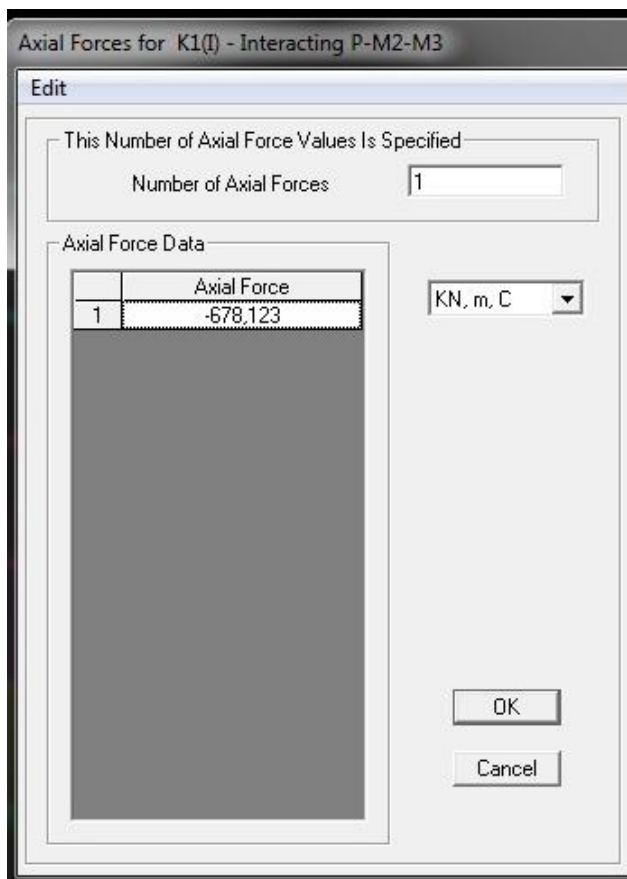 Axial Forces for K1(I) - Interacting P-M2-M3
Edit
This Number of Axial Force Values Is Specified
Number of Axial Forces
1
Axial Force Data
Axial Force
1
-678,123
KN, m, C
OK
Cancel